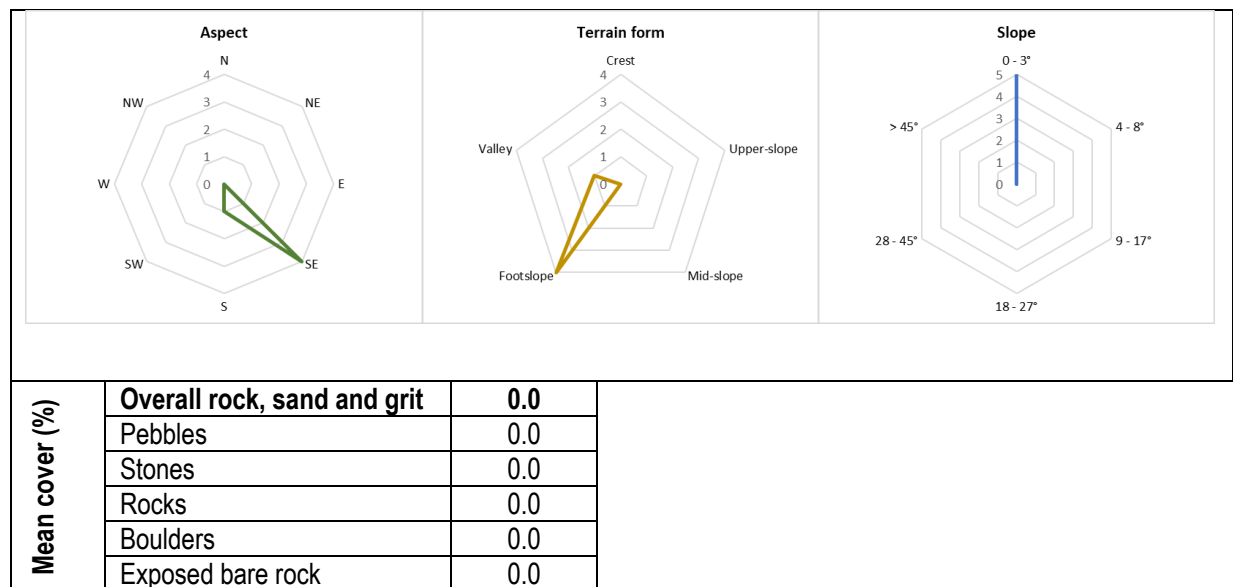 Aspect
N
4
NW
NE
3
2
1
W
0
E
SW
SE
S
Terrain form
Crest
4
3
2
Valley
Upper-slope
1
0
Footslope
Mid-slope
Slope
0 - 3°
5
4
> 45°
4 - 8°
3
2
1
0
28 - 45°
9 - 17°
18 - 27°
Mean cover (%)
Overall rock, sand and grit 0.0
Pebbles 0.0
Stones 0.0
Rocks 0.0
Boulders 0.0
Exposed bare rock 0.0